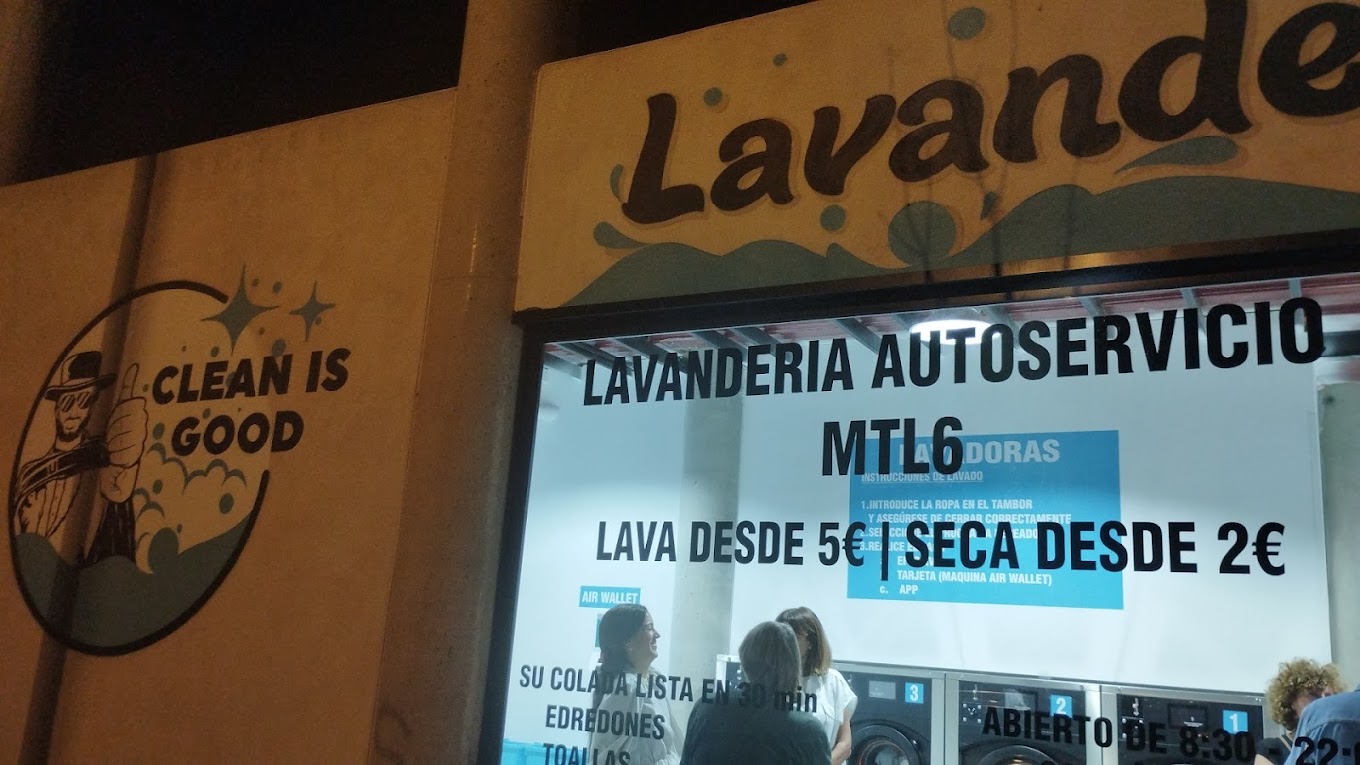 CLEAN IS
GOOD
Lavande
LAVANDERIA AUTOSERVICIO
MTL6
LAVA DESDE 5€ | SECA DESDE 2€
INSTRUCCIONES DE LAVADO
1.INTRODUCE LA ROPA EN EL TAMBOR
Y ASEGÚRESE DE CERRAR CORRECTAMENTE
TARJETA (MAQUINA AIR WALLET)
c. APP
AIR WALLET
SU COLADA LISTA EN 30 min
EDREDONES
TOALLAS
3
2
1
ABIERTO DE 8:30 - 22: